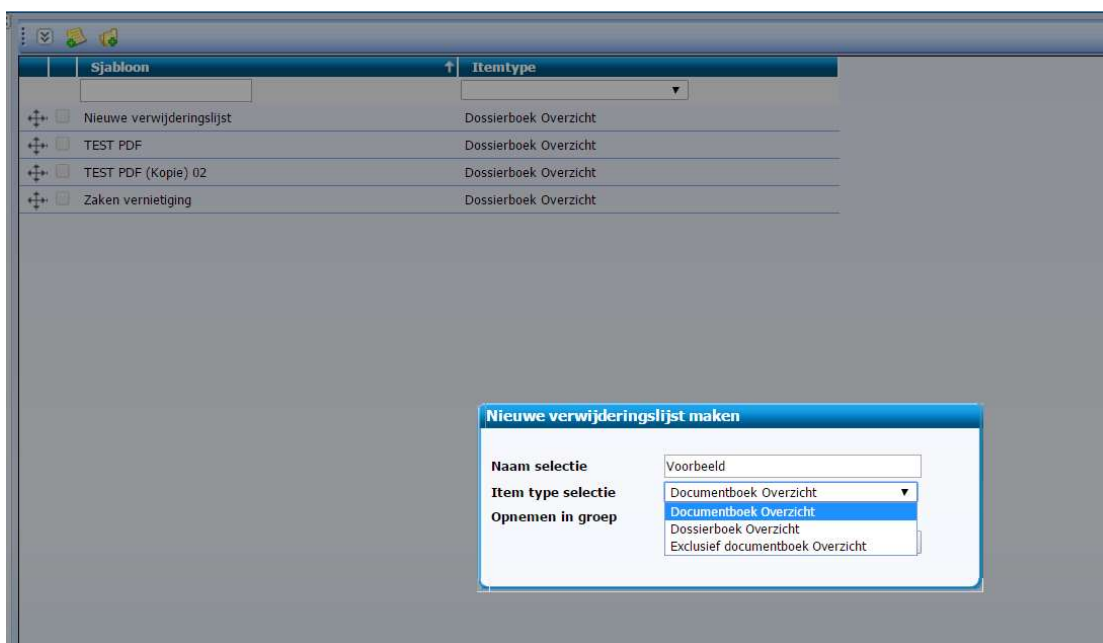 Sjabloon Itemtype
Nieuwe verwijderingslijst Dossierboek Overzicht
TEST PDF Dossierboek Overzicht
TEST PDF (Kopie) 02 Dossierboek Overzicht
Zaken vernietiging Dossierboek Overzicht
Nieuwe verwijderingslijst maken
Naam selectie Voorbeeld
Item type selectie Documentboek Overzicht
Opnemen in groep
Documentboek Overzicht
Dossierboek Overzicht
Exclusief documentboek Overzicht